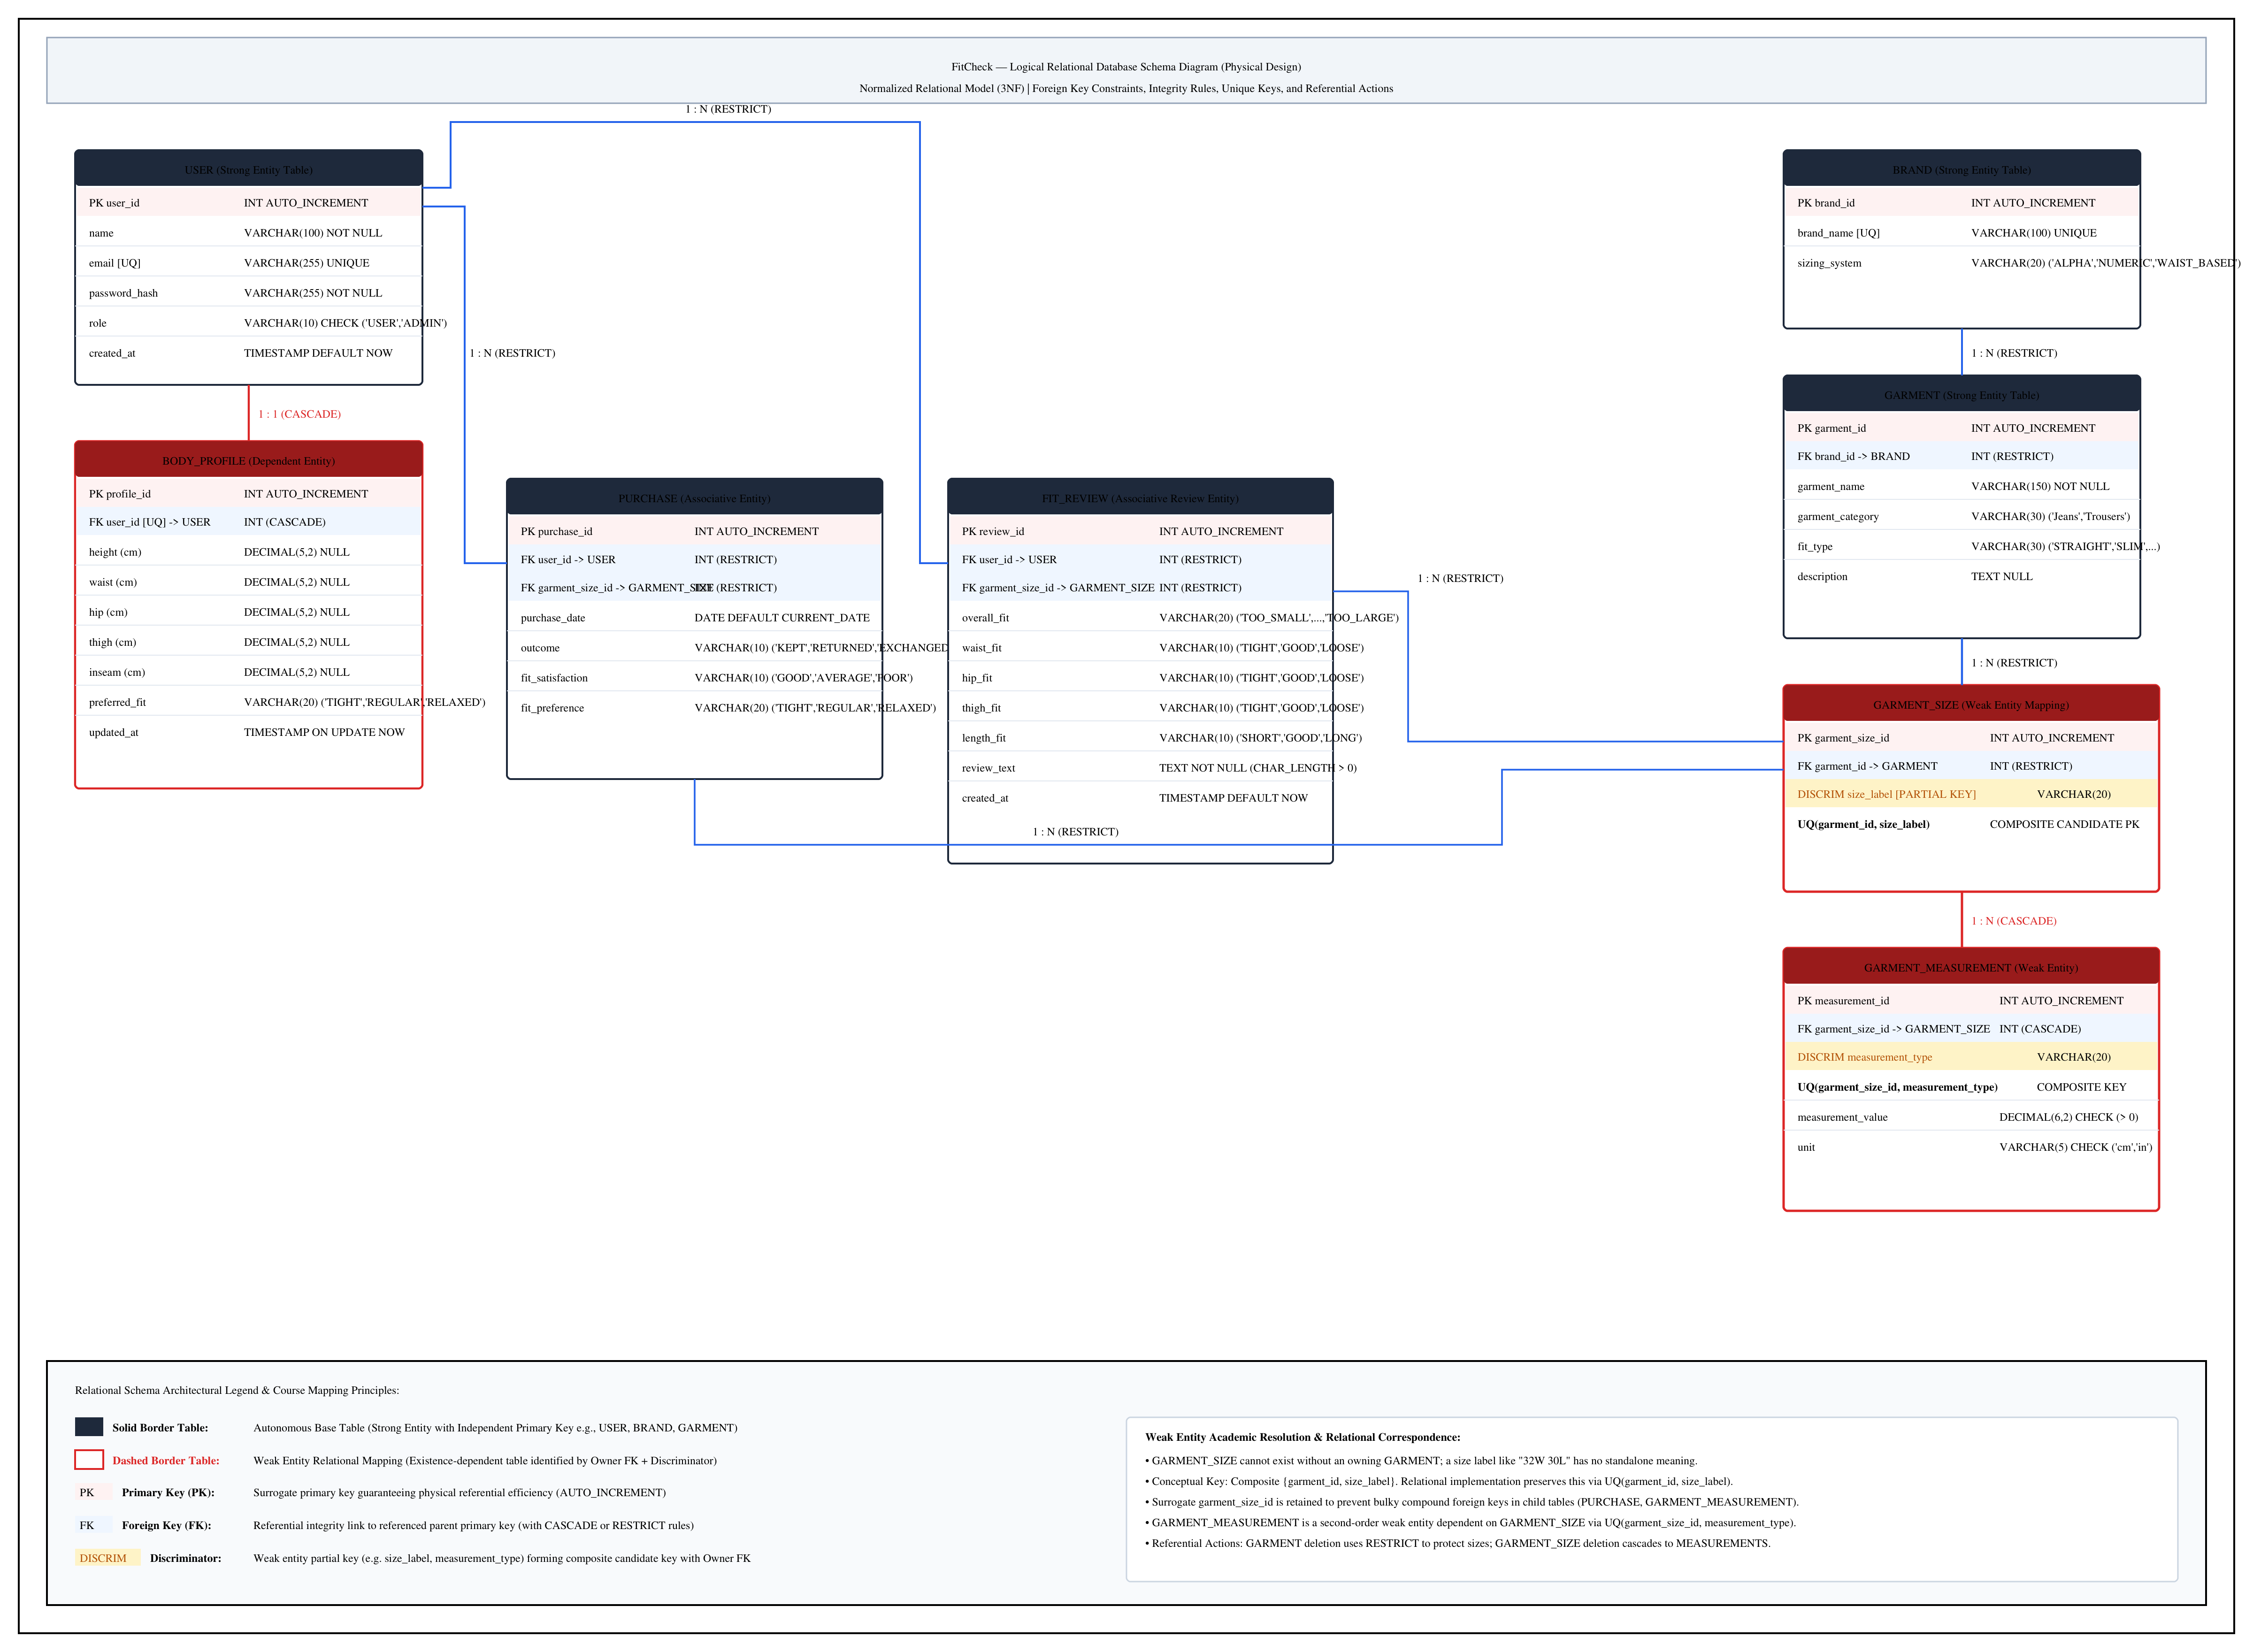 FitCheck — Logical Relational Database Schema Diagram (Physical Design)
Normalized Relational Model (3NF) | Foreign Key Constraints, Integrity Rules, Unique Keys, and Referential Actions
1 : N (RESTRICT)
USER (Strong Entity Table)
PK user_id INT AUTO_INCREMENT
name VARCHAR(100) NOT NULL
email [UQ] VARCHAR(255) UNIQUE
password_hash VARCHAR(255) NOT NULL
role VARCHAR(10) CHECK ('USER','ADMIN')
created_at TIMESTAMP DEFAULT NOW
1 : N (RESTRICT)
1 : 1 (CASCADE)
BODY_PROFILE (Dependent Entity)
PK profile_id INT AUTO_INCREMENT
FK user_id [UQ] -> USER INT (CASCADE)
height (cm) DECIMAL(5,2) NULL
waist (cm) DECIMAL(5,2) NULL
hip (cm) DECIMAL(5,2) NULL
thigh (cm) DECIMAL(5,2) NULL
inseam (cm) DECIMAL(5,2) NULL
preferred_fit VARCHAR(20) ('TIGHT','REGULAR','RELAXED')
updated_at TIMESTAMP ON UPDATE NOW
PURCHASE (Associative Entity)
PK purchase_id INT AUTO_INCREMENT
FK user_id -> USER INT (RESTRICT)
FK garment_size_id -> GARMENT_SIZE INT (RESTRICT)
purchase_date DATE DEFAULT CURRENT_DATE
outcome VARCHAR(10) ('KEPT','RETURNED','EXCHANGED
fit_satisfaction VARCHAR(10) ('GOOD','AVERAGE','POOR')
fit_preference VARCHAR(20) ('TIGHT','REGULAR','RELAXED')
FIT_REVIEW (Associative Review Entity)
PK review_id INT AUTO_INCREMENT
FK user_id -> USER INT (RESTRICT)
FK garment_size_id -> GARMENT_SIZE INT (RESTRICT)
overall_fit VARCHAR(20) ('TOO_SMALL',...,'TOO_LARGE')
waist_fit VARCHAR(10) ('TIGHT','GOOD','LOOSE')
hip_fit VARCHAR(10) ('TIGHT','GOOD','LOOSE')
thigh_fit VARCHAR(10) ('TIGHT','GOOD','LOOSE')
length_fit VARCHAR(10) ('SHORT','GOOD','LONG')
review_text TEXT NOT NULL (CHAR_LENGTH > 0)
created_at TIMESTAMP DEFAULT NOW
1 : N (RESTRICT)
1 : N (RESTRICT)
BRAND (Strong Entity Table)
PK brand_id INT AUTO_INCREMENT
brand_name [UQ] VARCHAR(100) UNIQUE
sizing_system VARCHAR(20) ('ALPHA','NUMERIC','WAIST_BASED')
1 : N (RESTRICT)
GARMENT (Strong Entity Table)
PK garment_id INT AUTO_INCREMENT
FK brand_id -> BRAND INT (RESTRICT)
garment_name VARCHAR(150) NOT NULL
garment_category VARCHAR(30) ('Jeans','Trousers')
fit_type VARCHAR(30) ('STRAIGHT','SLIM',...)
description TEXT NULL
1 : N (RESTRICT)
GARMENT_SIZE (Weak Entity Mapping)
PK garment_size_id INT AUTO_INCREMENT
FK garment_id -> GARMENT INT (RESTRICT)
DISCRIM size_label [PARTIAL KEY] VARCHAR(20)
UQ(garment_id, size_label) COMPOSITE CANDIDATE PK
1 : N (CASCADE)
GARMENT_MEASUREMENT (Weak Entity)
PK measurement_id INT AUTO_INCREMENT
FK garment_size_id -> GARMENT_SIZE INT (CASCADE)
DISCRIM measurement_type VARCHAR(20)
UQ(garment_size_id, measurement_type) COMPOSITE KEY
measurement_value DECIMAL(6,2) CHECK (> 0)
unit VARCHAR(5) CHECK ('cm','in')
Relational Schema Architectural Legend & Course Mapping Principles:
Solid Border Table: Autonomous Base Table (Strong Entity with Independent Primary Key e.g., USER, BRAND, GARMENT)
Dashed Border Table: Weak Entity Relational Mapping (Existence-dependent table identified by Owner FK + Discriminator)
PK Primary Key (PK): Surrogate primary key guaranteeing physical referential efficiency (AUTO_INCREMENT)
FK Foreign Key (FK): Referential integrity link to referenced parent primary key (with CASCADE or RESTRICT rules)
DISCRIM Discriminator: Weak entity partial key (e.g. size_label, measurement_type) forming composite candidate key with Owner FK
Weak Entity Academic Resolution & Relational Correspondence:
• GARMENT_SIZE cannot exist without an owning GARMENT; a size label like "32W 30L" has no standalone meaning.
• Conceptual Key: Composite {garment_id, size_label}. Relational implementation preserves this via UQ(garment_id, size_label).
• Surrogate garment_size_id is retained to prevent bulky compound foreign keys in child tables (PURCHASE, GARMENT_MEASUREMENT).
• GARMENT_MEASUREMENT is a second-order weak entity dependent on GARMENT_SIZE via UQ(garment_size_id, measurement_type).
• Referential Actions: GARMENT deletion uses RESTRICT to protect sizes; GARMENT_SIZE deletion cascades to MEASUREMENTS.